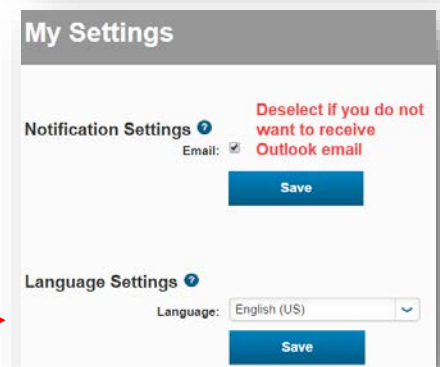 My Settings
Deselect if you do not
Notification Settings ? want to receive
Email: Outlook email
Save
Language Settings ?
Language: English (US)
Save